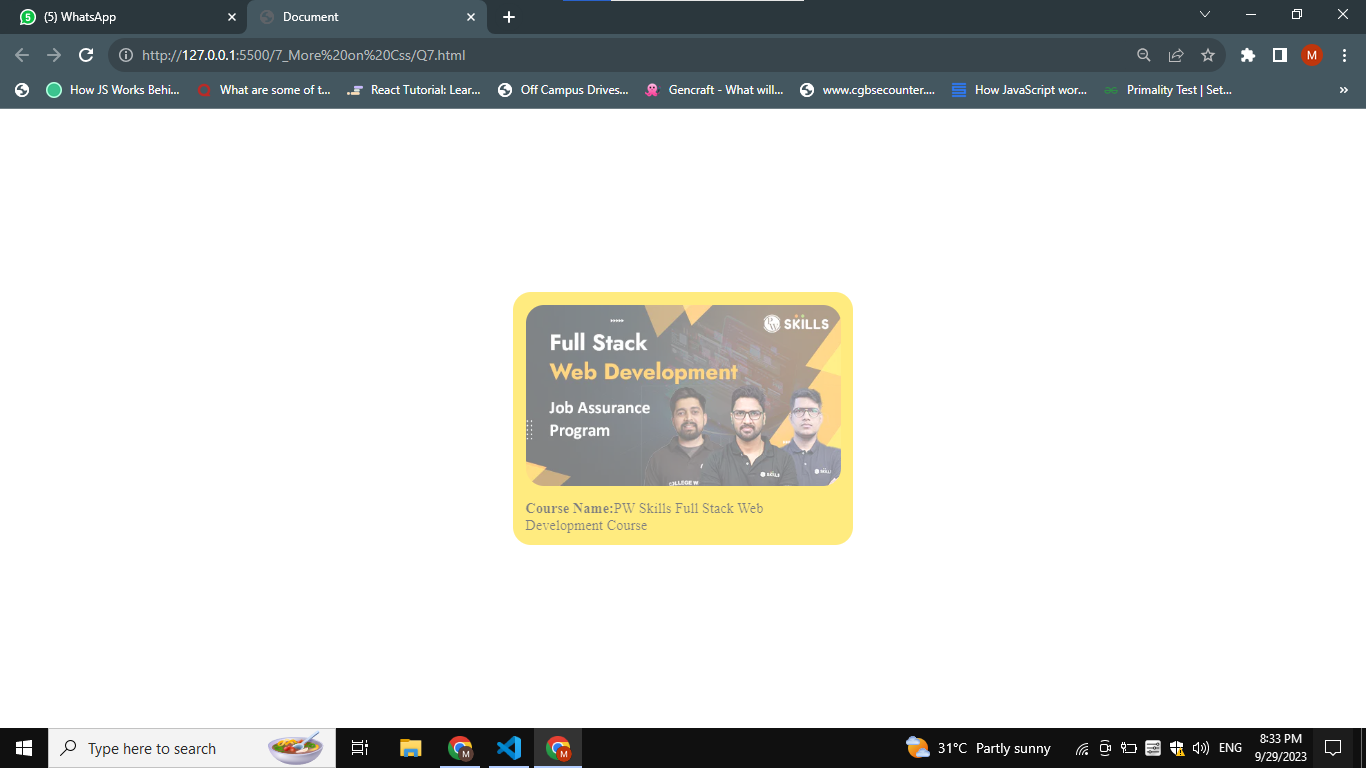 (5) WhatsApp
Document
http://127.0.0.1:5500/7_More%20on%20Css/Q7.html
M
How JS Works Behi...
What are some of t...
React Tutorial: Lear...
Off Campus Drives...
Gencraft - What will...
www.cgbsecounter....
How JavaScript wor...
Primality Test | Set...
»
SKILLS
Full Stack
Web Development
Job Assurance
Program
SKILLS
Course Name:PW Skills Full Stack Web
Development Course
Type here to search
M
M
31°C Partly sunny
ENG
8:33 PM
9/29/2023